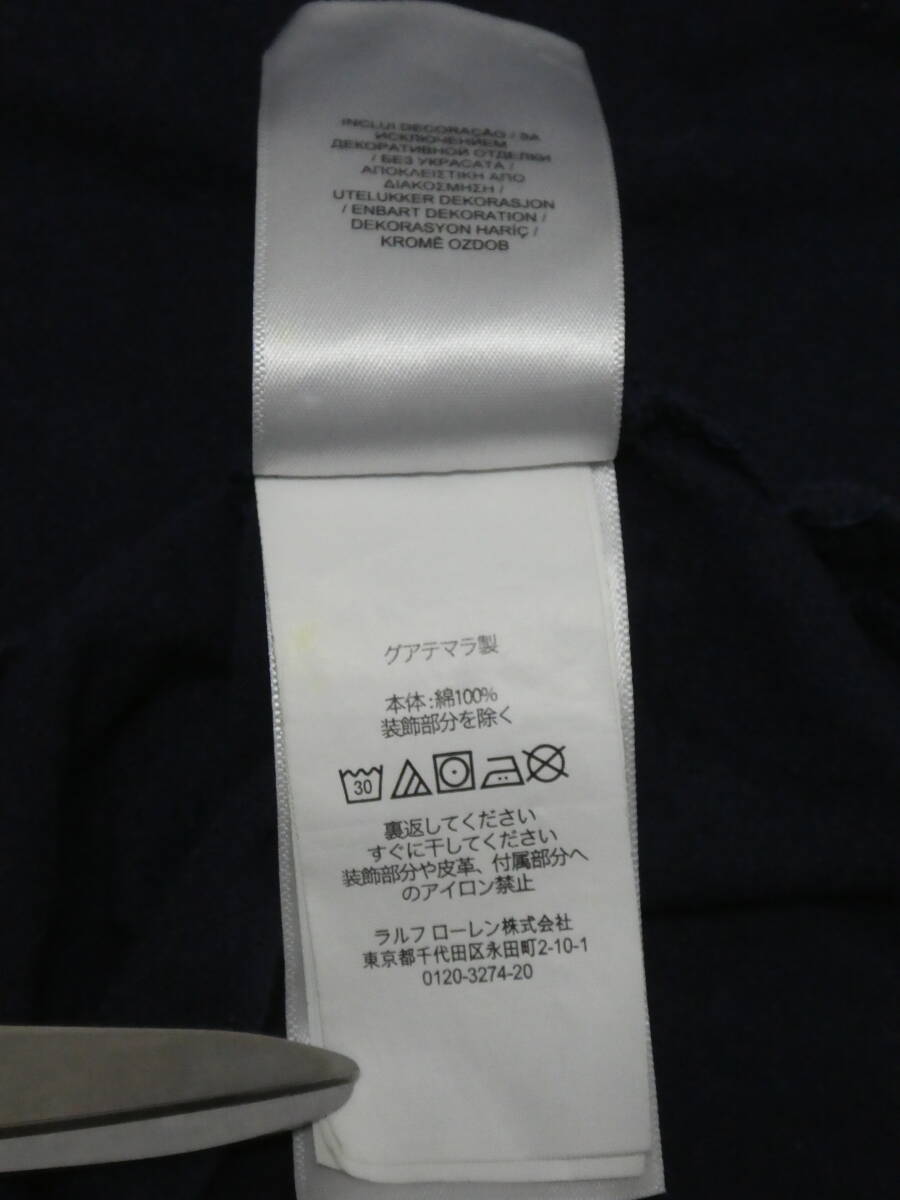 INCLUI DECORAÇÃO / ЗА
ИСКЛЮЧЕНИЕМ
ДЕКОРАТИВНОЙ ОТДЕЛКИ
/ БЕЗ УКРАСАТА /
ΑΠΟΚΛΕΙΣΤΙΚΗ ΑΠΟ
ΔΙΑΚΟΣΜΗΣΗ /
UTELUKKER DEKORASJON
/ ENBART DEKORATION /
DEKORASYON HARİÇ /
KROMĚ OZDOB
グアテマラ製
本体:綿100%
装飾部分を除く
30
裏返してください
すぐに干してください
装飾部分や皮革、付属部分へ
のアイロン禁止
ラルフ ローレン株式会社
東京都千代田区永田町2-10-1
0120-3274-20